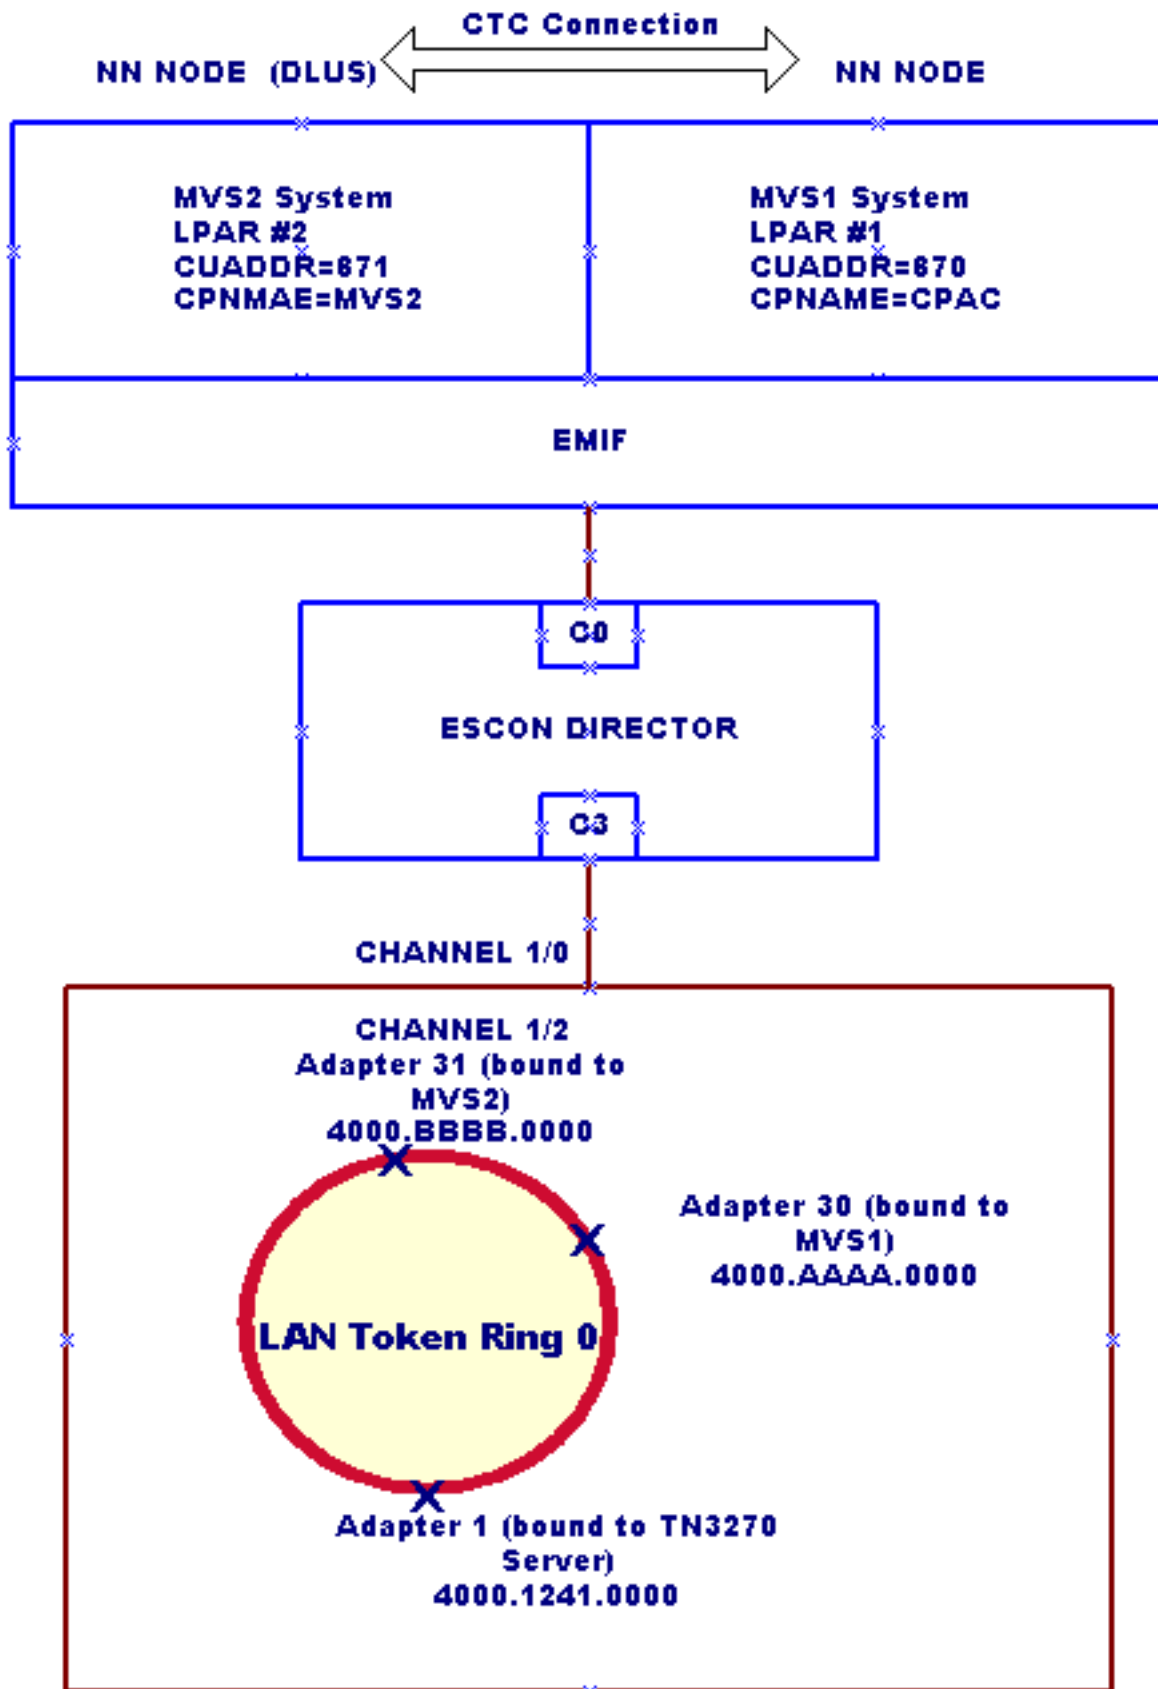 CTC Connection
NN NODE (DLUS)
NN NODE
MVS2 System
LPAR #2
CUADDR=671
CPNMAE=MVS2
MVS1 System
LPAR #1
CUADDR=670
CPNAME=CPAC
EMIF
C0
ESCON DIRECTOR
C3
CHANNEL 1/0
CHANNEL 1/2
Adapter 31 (bound to
MVS2)
4000.BBBB.0000
Adapter 30 (bound to
MVS1)
4000.AAAA.0000
LAN Token Ring 0
Adapter 1 (bound to TN3270
Server)
4000.1241.0000